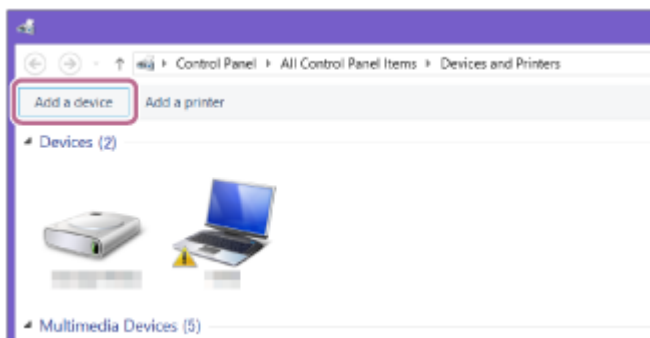 Control Panel All Control Panel Items Devices and Printers
Add a device Add a printer
Devices (2)
Multimedia Devices (5)